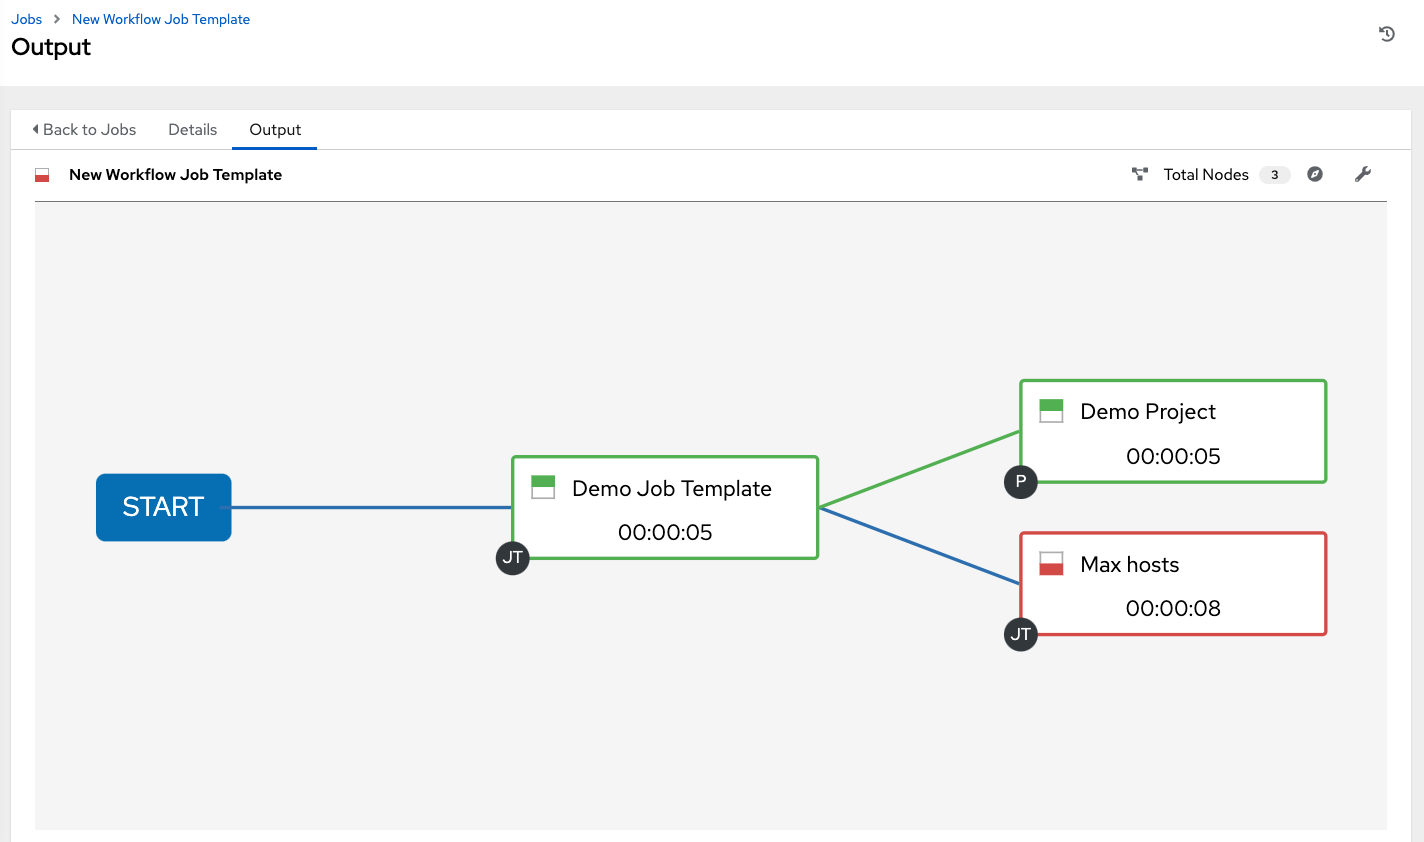 Jobs > New Workflow Job Template
Output
Back to Jobs Details Output
New Workflow Job Template Total Nodes 3
START
Demo Job Template
00:00:05
JT
Demo Project
00:00:05
P
Max hosts
00:00:08
JT